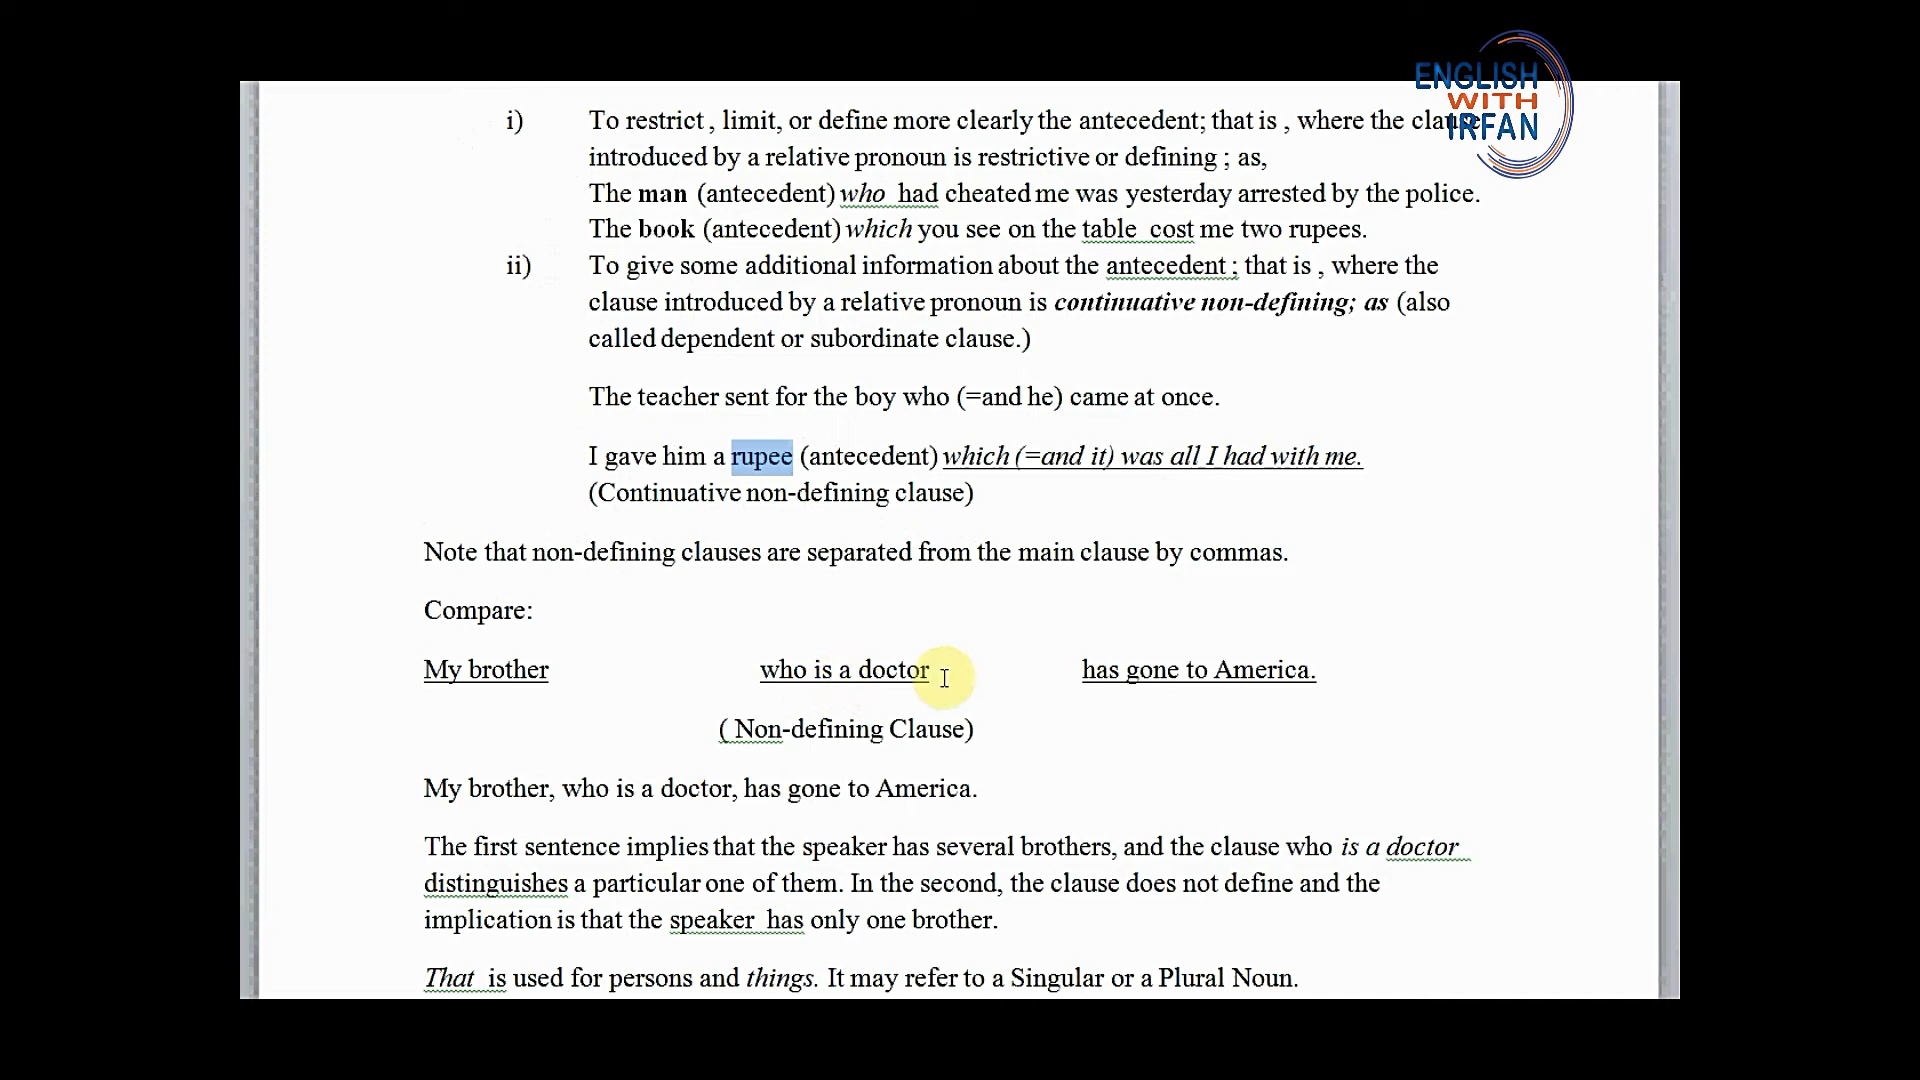 ENGLISH
WITH
IRFAN
i) To restrict , limit, or define more clearly the antecedent; that is , where the clause
introduced by a relative pronoun is restrictive or defining ; as,
The man (antecedent) who had cheated me was yesterday arrested by the police.
The book (antecedent) which you see on the table cost me two rupees.
ii) To give some additional information about the antecedent ; that is , where the
clause introduced by a relative pronoun is continuative non-defining; as (also
called dependent or subordinate clause.)
The teacher sent for the boy who (=and he) came at once.
I gave him a rupee (antecedent) which (=and it) was all I had with me.
(Continuative non-defining clause)
Note that non-defining clauses are separated from the main clause by commas.
Compare:
My brother who is a doctor has gone to America.
( Non-defining Clause)
My brother, who is a doctor, has gone to America.
The first sentence implies that the speaker has several brothers, and the clause who is a doctor
distinguishes a particular one of them. In the second, the clause does not define and the
implication is that the speaker has only one brother.
That is used for persons and things. It may refer to a Singular or a Plural Noun.